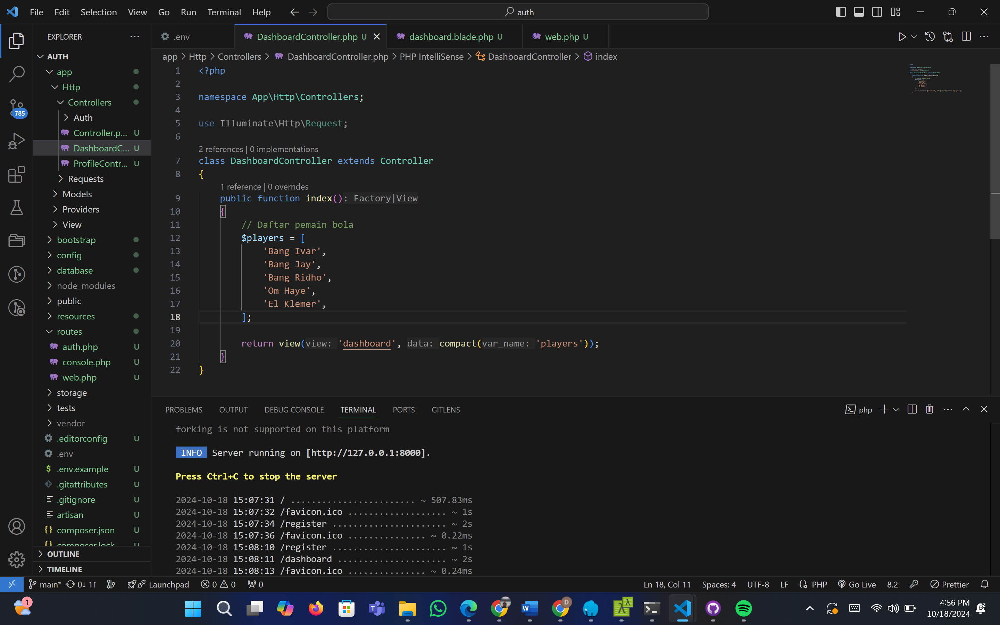 File Edit Selection View Go Run Terminal Help
auth
EXPLORER
AUTH
app
Http
Controllers
Auth
Controller.p... U
DashboardC... U
ProfileContr... U
Requests
Models
Providers
View
bootstrap
config
database
node_modules
public
resources
routes
auth.php U
console.php U
web.php U
storage
tests
vendor
.editorconfig U
.env
.env.example U
.gitattributes U
.gitignore U
artisan U
composer.json U
composer.lock U
OUTLINE
TIMELINE
785
.env DashboardController.php U dashboard.blade.php U web.php U
app > Http > Controllers > DashboardController.php > PHP IntelliSense > DashboardController > index
1 <?php
2
3 namespace App\Http\Controllers;
4
5 use Illuminate\Http\Request;
6
2 references | 0 implementations
7 class DashboardController extends Controller
8 {
1 reference | 0 overrides
9 public function index(): Factory|View
10 {
11 // Daftar pemain bola
12 $players = [
13 'Bang Ivar',
14 'Bang Jay',
15 'Bang Ridho',
16 'Om Haye',
17 'El Klemer',
18 ];
19
20 return view(view: 'dashboard', data: compact(var_name: 'players'));
21 }
22 }
PROBLEMS OUTPUT DEBUG CONSOLE TERMINAL PORTS GITLENS
php
forking is not supported on this platform
INFO Server running on [http://127.0.0.1:8000].
Press Ctrl+C to stop the server
2024-10-18 15:07:31 / ........................ ~ 507.83ms
2024-10-18 15:07:32 /favicon.ico ................... ~ 1s
2024-10-18 15:07:34 /register ...................... ~ 2s
2024-10-18 15:07:36 /favicon.ico ............... ~ 0.22ms
2024-10-18 15:08:10 /register ...................... ~ 1s
2024-10-18 15:08:11 /dashboard ..................... ~ 2s
2024-10-18 15:08:13 /favicon.ico ............... ~ 0.24ms
main* 0↓ 1↑ Launchpad 0 0 0
Ln 18, Col 11 Spaces: 4 UTF-8 LF PHP Go Live 8.2 Prettier
1
4:56 PM
10/18/2024